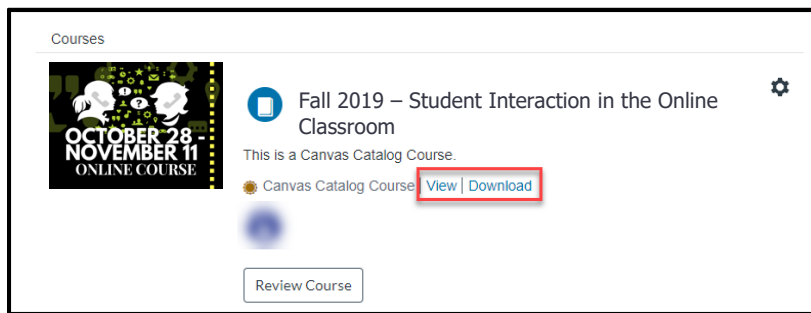 Courses
OCTOBER 28 -
NOVEMBER 11
ONLINE COURSE
Fall 2019 – Student Interaction in the Online
Classroom
This is a Canvas Catalog Course.
Canvas Catalog Course | View | Download
Review Course